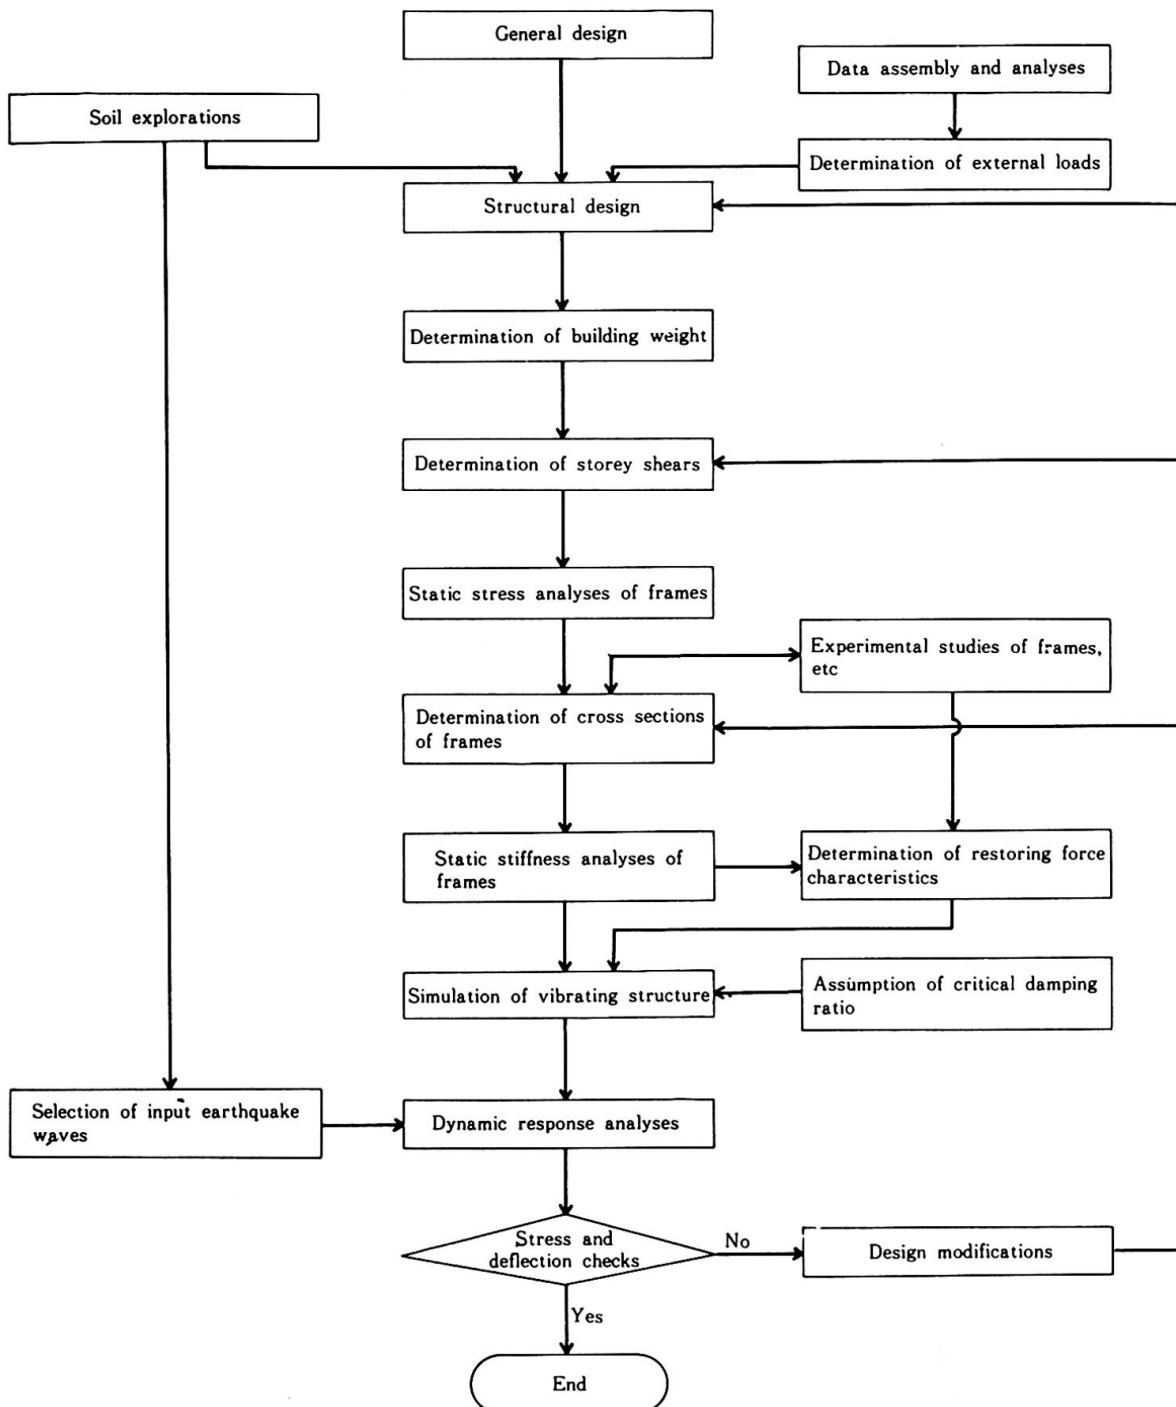 General design
Data assembly and analyses
Soil explorations
Determination of external loads
Structural design
Determination of building weight
Determination of storey shears
Static stress analyses of frames
Experimental studies of frames,
etc
Determination of cross sections
of frames
Static stiffness analyses of
frames
Determination of restoring force
characteristics
Simulation of vibrating structure
Assumption of critical damping
ratio
Selection of input earthquake
waves
Dynamic response analyses
Stress and
deflection checks
No
Design modifications
Yes
End